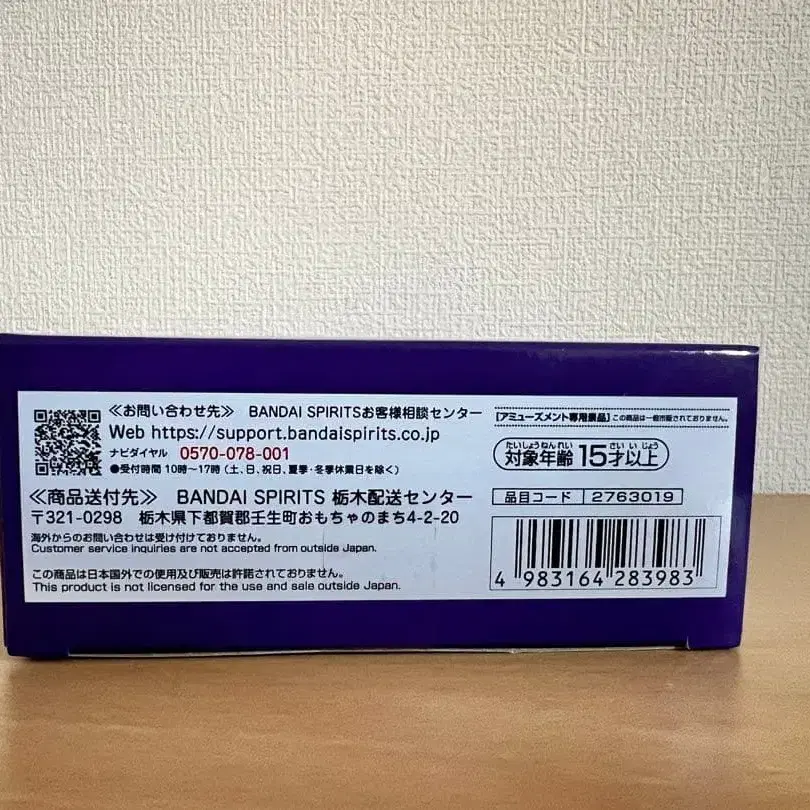 ≪お問い合わせ先≫ BANDAI SPIRITSお客様相談センター
Web https://support.bandaispirits.co.jp
ナビダイヤル 0570-078-001
●受付時間 10時〜17時(土、日、祝日、夏季・冬季休業日を除く)
≪商品送付先≫ BANDAI SPIRITS 栃木配送センター
〒321-0298 栃木県下都賀郡壬生町おもちゃのまち4-2-20
海外からのお問い合わせは受け付けておりません。
Customer service inquiries are not accepted from outside Japan.
この商品は日本国外での使用及び販売は許諾されておりません。
This product is not licensed for the use and sale outside Japan.
【アミューズメント専用景品】この商品は一般市販されておりません。
たいしょうねんれい さい いじょう
対象年齢 15才以上
品目コード 2763019
4 983164 283983